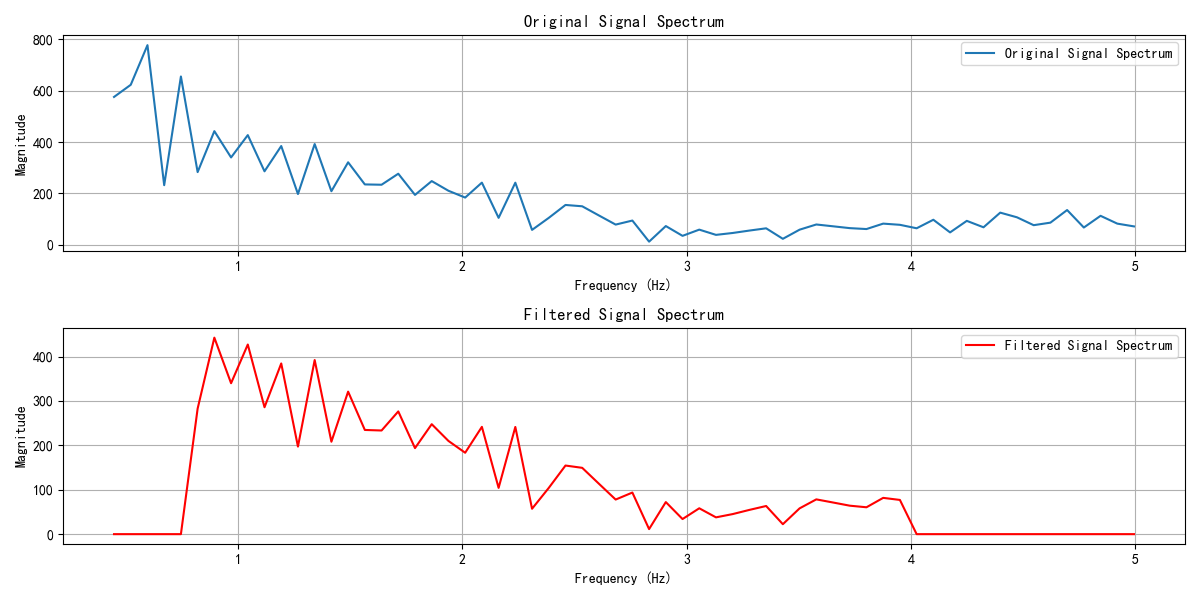 Original Signal Spectrum
800
600
400
200
0
Magnitude
Original Signal Spectrum
1
2
3
4
5
Frequency (Hz)
Filtered Signal Spectrum
400
300
200
100
0
Magnitude
Filtered Signal Spectrum
1
2
3
4
5
Frequency (Hz)